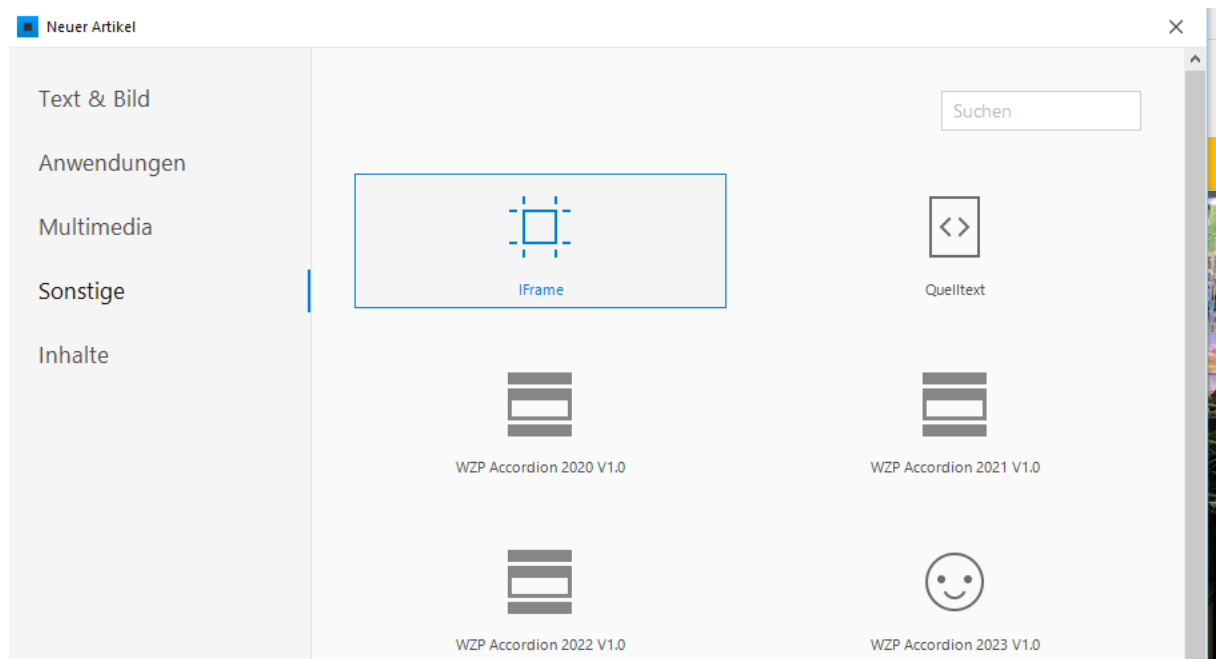 Neuer Artikel
Text & Bild
Anwendungen
Multimedia
Sonstige
Inhalte
Suchen
IFrame
Quelltext
WZP Accordion 2020 V1.0
WZP Accordion 2021 V1.0
WZP Accordion 2022 V1.0
WZP Accordion 2023 V1.0